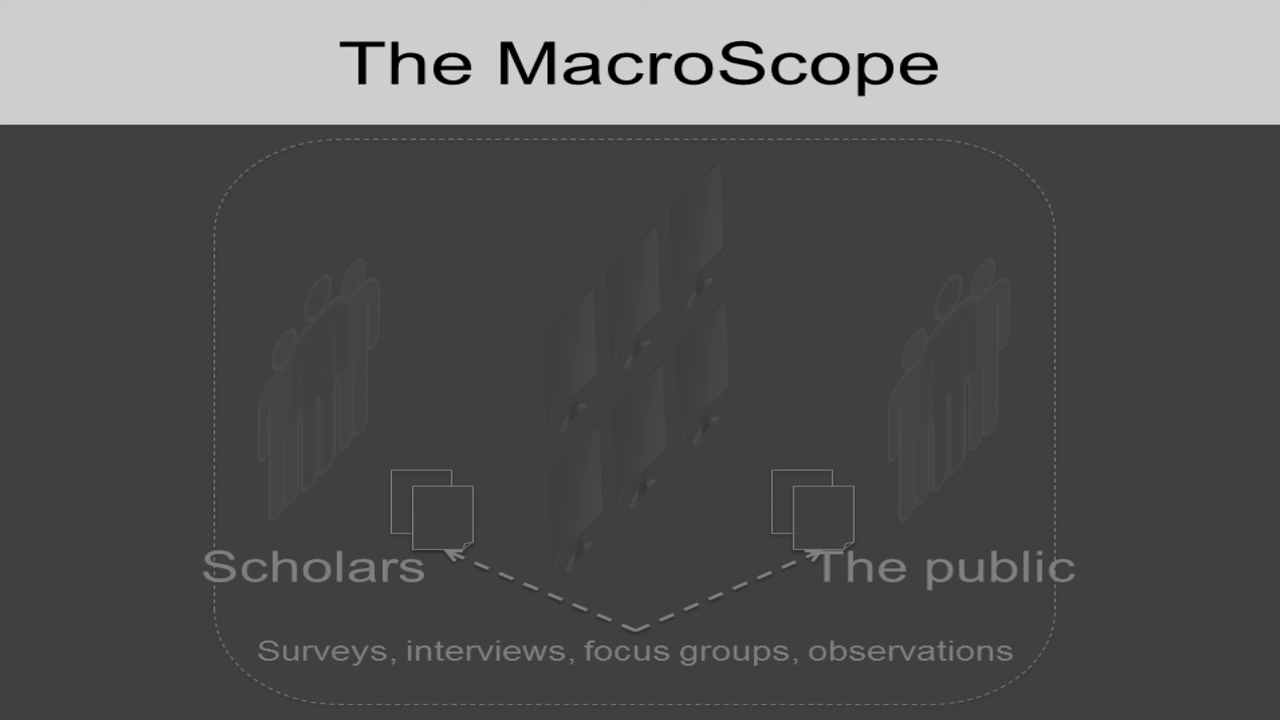 The MacroScope
Scholars
The public
Surveys, interviews, focus groups, observations